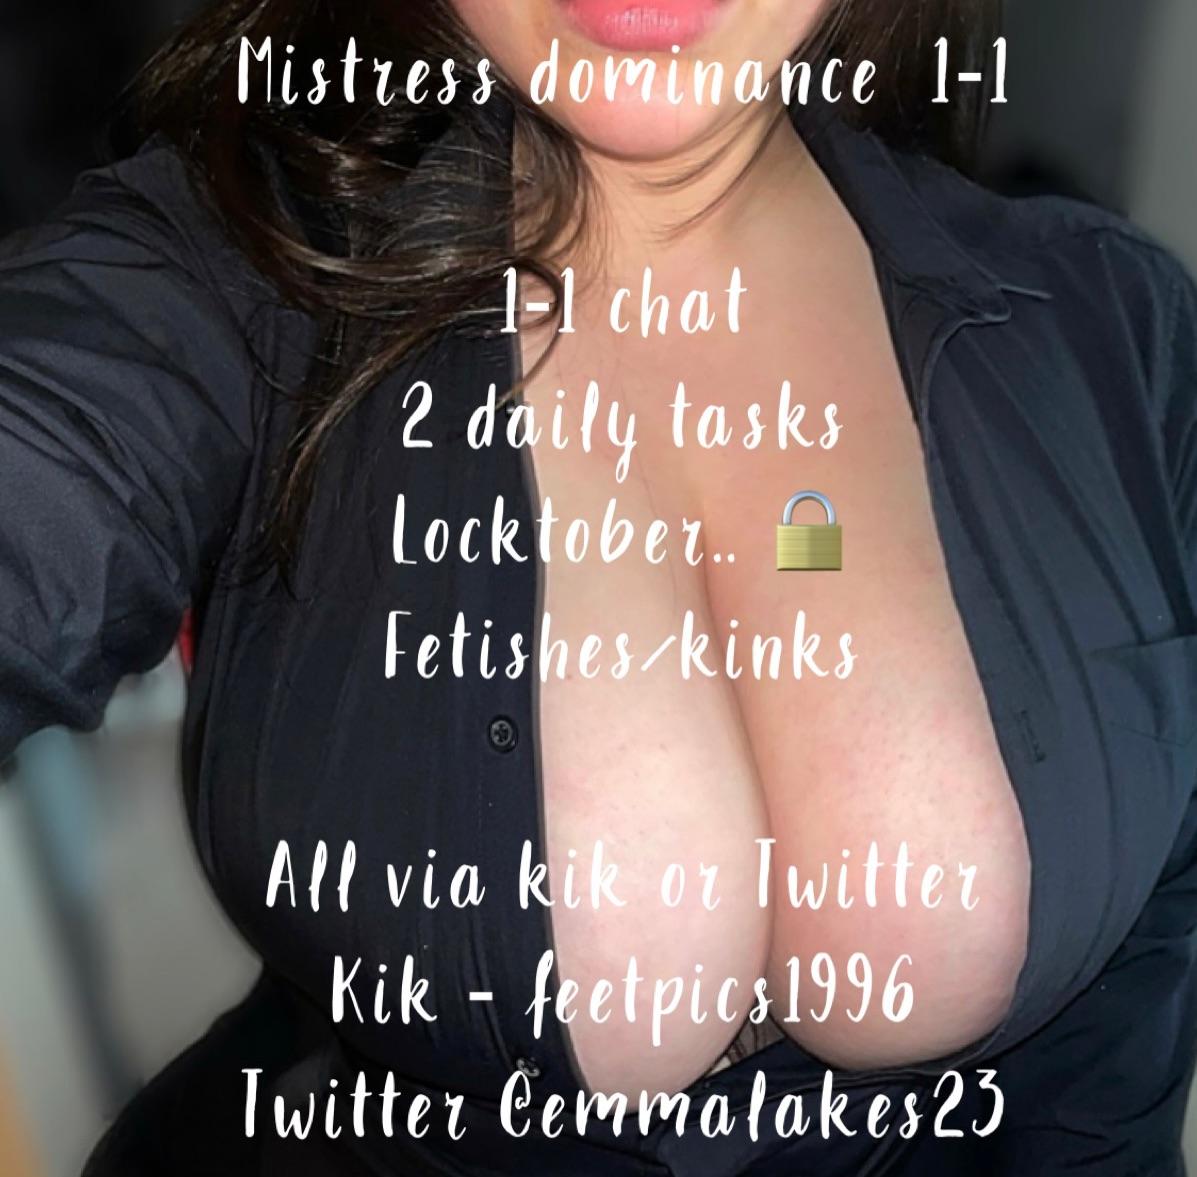 Mistress dominance 1-1
1-1 chat
2 daily tasks
Locktober.. 🔒
Fetishes/kinks
All via kik or Twitter
Kik - feetpics1996
Twitter @emmalakes23